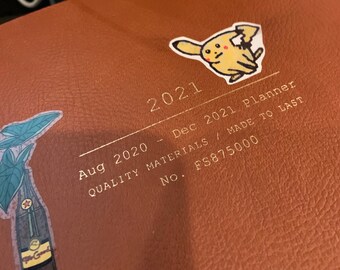 2021
Aug 2020 - Dec 2021 Planner
QUALITY MATERIALS / MADE TO LAST
No. FS875000